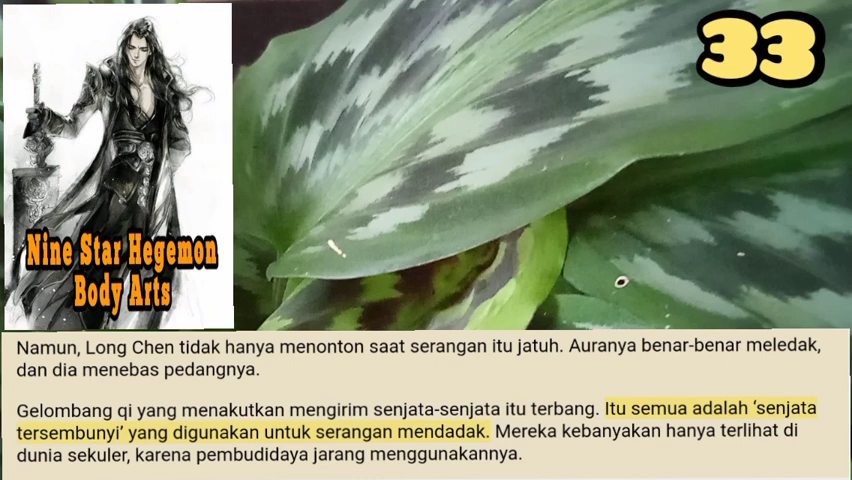 33
Nine Star Hegemon
Body Arts
Namun, Long Chen tidak hanya menonton saat serangan itu jatuh. Auranya benar-benar meledak,
dan dia menebas pedangnya.
Gelombang qi yang menakutkan mengirim senjata-senjata itu terbang. Itu semua adalah ‘senjata
tersembunyi’ yang digunakan untuk serangan mendadak. Mereka kebanyakan hanya terlihat di
dunia sekuler, karena pembudidaya jarang menggunakannya.